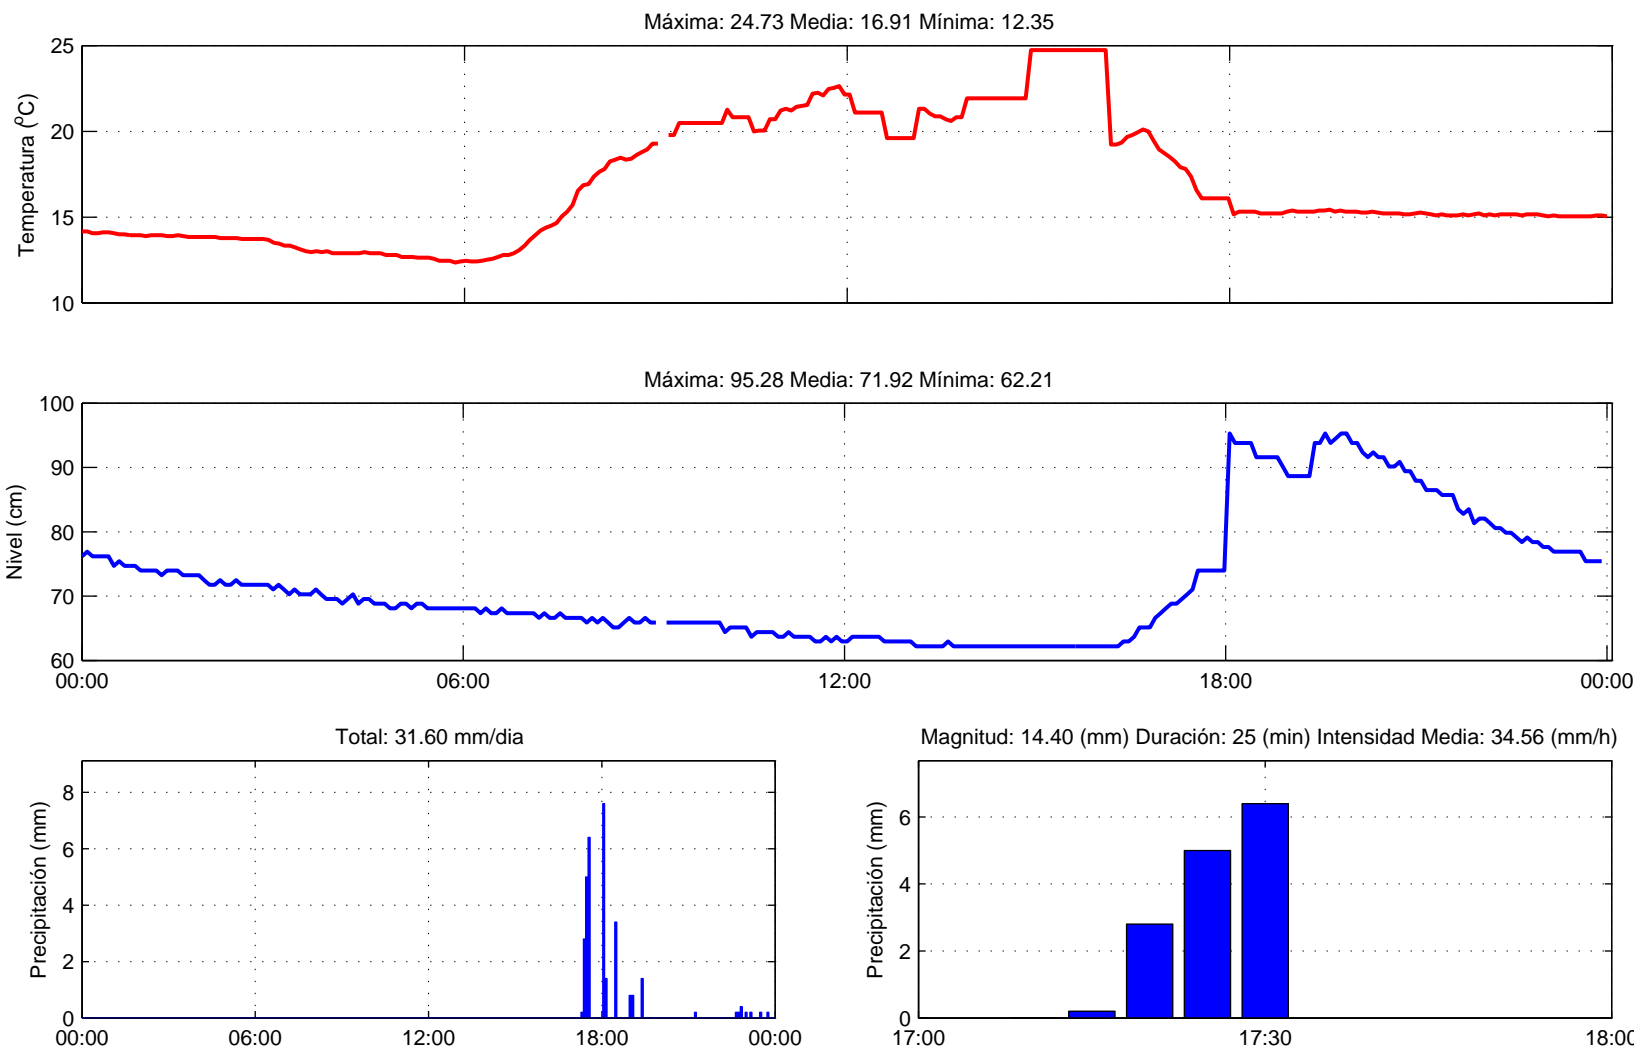 Máxima: 24.73 Media: 16.91 Mínima: 12.35
Temperatura (ºC)
25
20
15
10
Máxima: 95.28 Media: 71.92 Mínima: 62.21
Nivel (cm)
100
90
80
70
60
00:00 06:00 12:00 18:00 00:00
Total: 31.60 mm/dia
Precipitación (mm)
8
6
4
2
0
00:00 06:00 12:00 18:00 00:00
Magnitud: 14.40 (mm) Duración: 25 (min) Intensidad Media: 34.56 (mm/h)
Precipitación (mm)
6
4
2
0
17:00 17:30 18:00